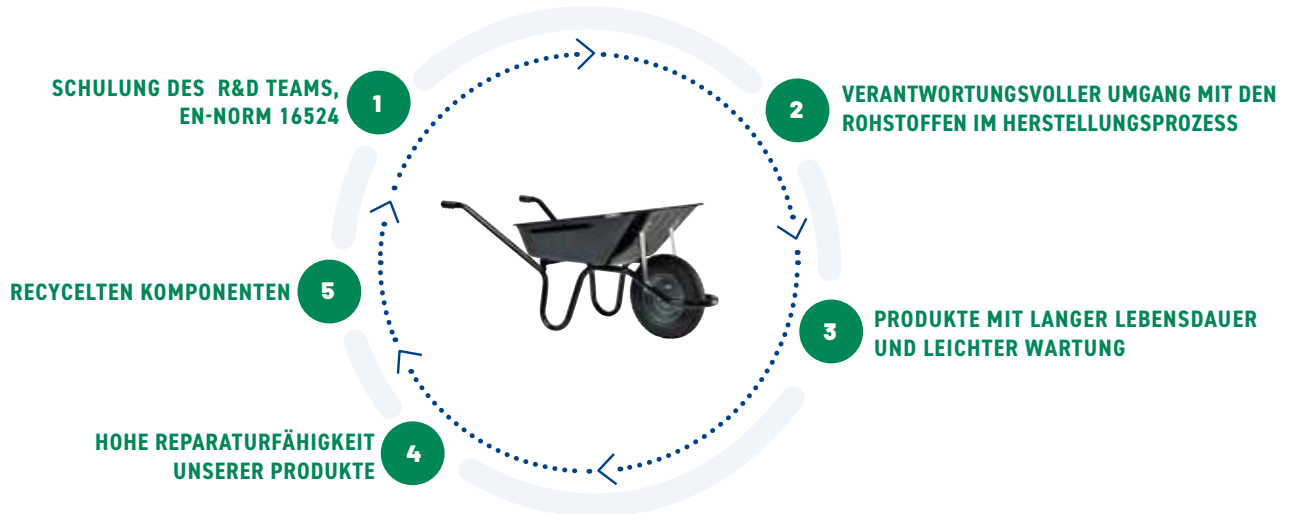 SCHULUNG DES R&D TEAMS,
EN-NORM 16524
1
2
VERANTWORTUNGSVOLLER UMGANG MIT DEN
ROHSTOFFEN IM HERSTELLUNGSPROZESS
3
PRODUKTE MIT LANGER LEBENSDAUER
UND LEICHTER WARTUNG
HOHE REPARATURFÄHIGKEIT
UNSERER PRODUKTE
4
RECYCELTEN KOMPONENTEN
5